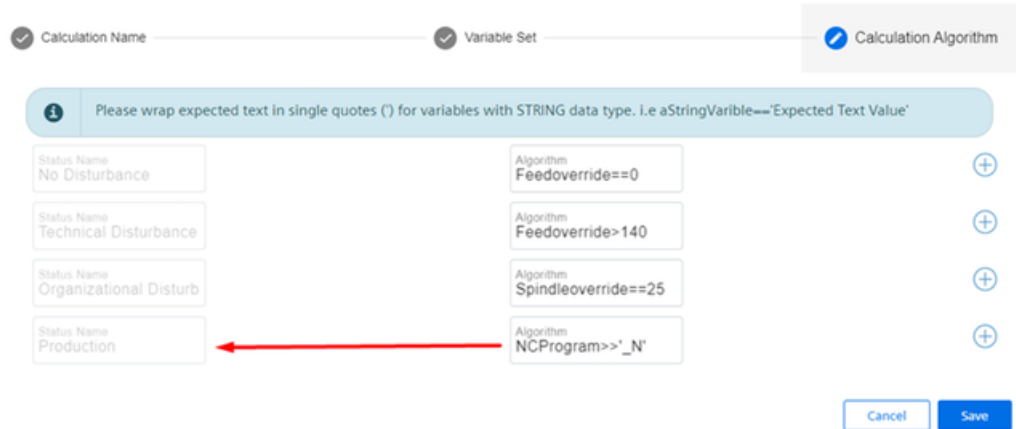 Calculation Name
Variable Set
Calculation Algorithm
Please wrap expected text in single quotes (') for variables with STRING data type. i.e aStringVarible=='Expected Text Value'
Status Name
No Disturbance
Algorithm
Feedoverride==0
Status Name
Technical Disturbance
Algorithm
Feedoverride>140
Status Name
Organizational Disturb
Algorithm
Spindleoverride==25
Status Name
Production
Algorithm
NCProgram>>'_N'
Cancel
Save